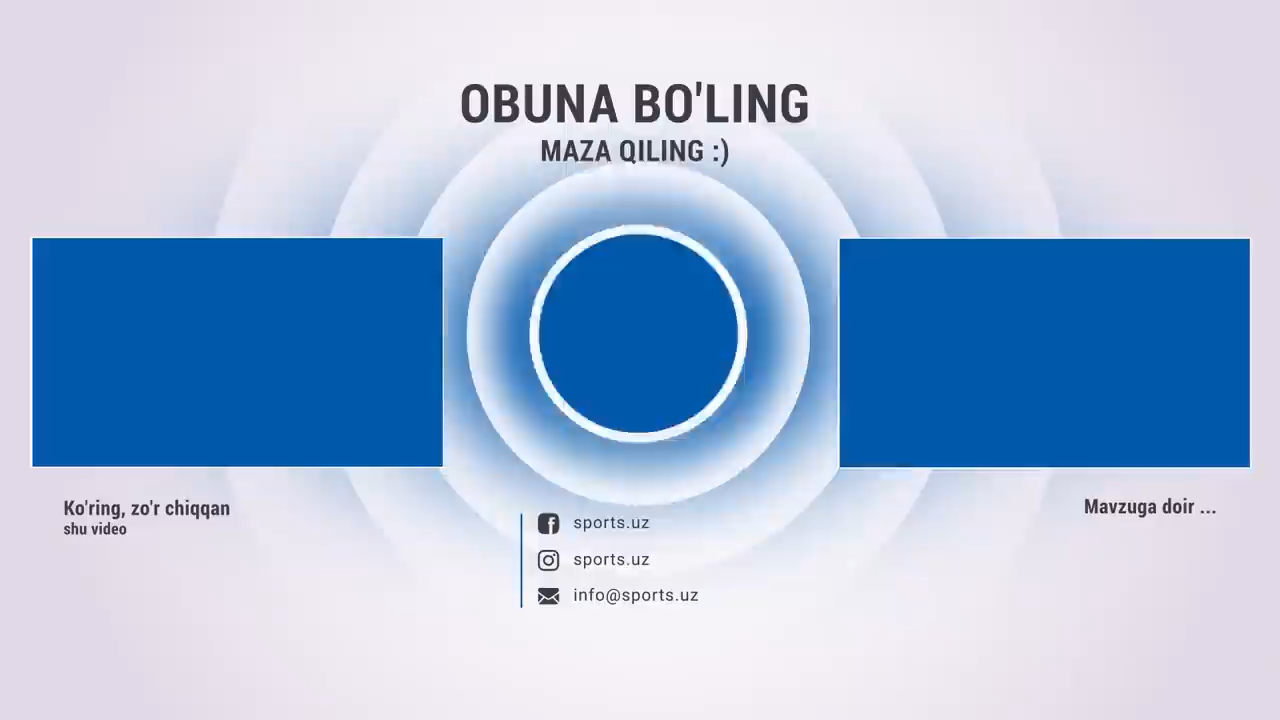 OBUNA BO'LING
MAZA QILING :)
Ko'ring, zo'r chiqqan
shu video
Mavzuga doir ...
sports.uz
sports.uz
info@sports.uz